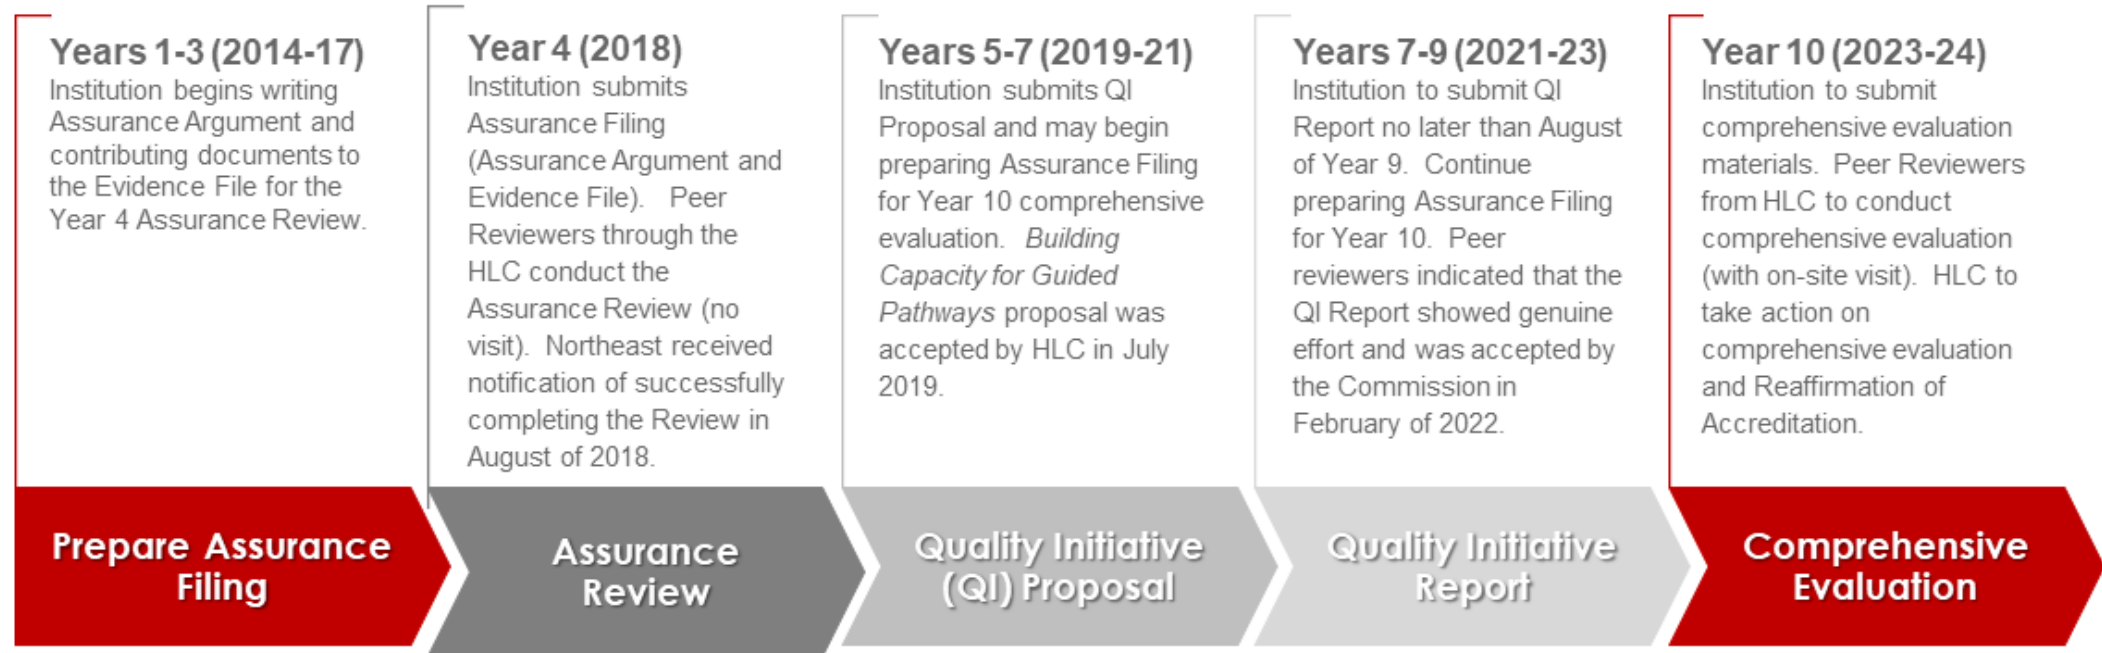 Years 1-3 (2014-17)
Institution begins writing
Assurance Argument and
contributing documents to
the Evidence File for the
Year 4 Assurance Review.
Year 4 (2018)
Institution submits
Assurance Filing
(Assurance Argument and
Evidence File). Peer
Reviewers through the
HLC conduct the
Assurance Review (no
visit). Northeast received
notification of successfully
completing the Review in
August of 2018.
Years 5-7 (2019-21)
Institution submits QI
Proposal and may begin
preparing Assurance Filing
for Year 10 comprehensive
evaluation. Building
Capacity for Guided
Pathways proposal was
accepted by HLC in July
2019.
Years 7-9 (2021-23)
Institution to submit QI
Report no later than August
of Year 9. Continue
preparing Assurance Filing
for Year 10. Peer
reviewers indicated that the
QI Report showed genuine
effort and was accepted by
the Commission in
February of 2022.
Year 10 (2023-24)
Institution to submit
comprehensive evaluation
materials. Peer Reviewers
from HLC to conduct
comprehensive evaluation
(with on-site visit). HLC to
take action on
comprehensive evaluation
and Reaffirmation of
Accreditation.
Prepare Assurance
Filing
Assurance
Review
Quality Initiative
(QI) Proposal
Quality Initiative
Report
Comprehensive
Evaluation